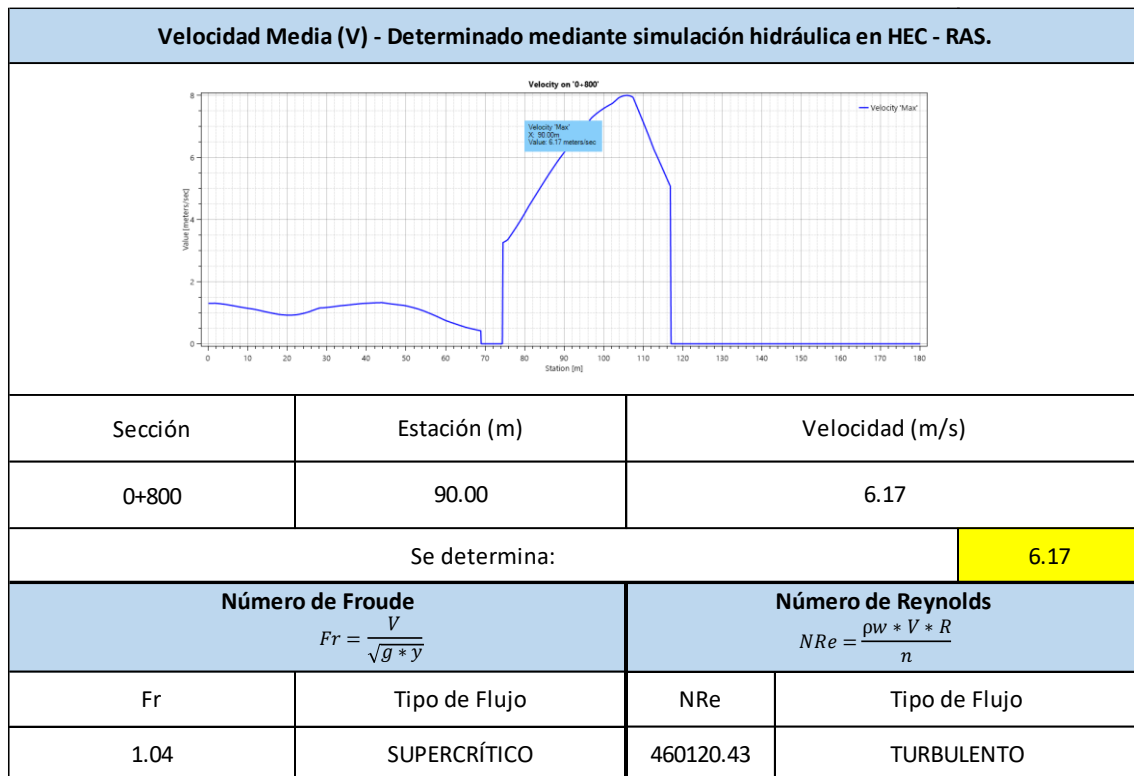 Velocidad Media (V) - Determinado mediante simulación hidráulica en HEC - RAS.
Velocity on '0+800'
Velocity 'Max'
Velocity 'Max'
X: 90.00m
Value: 6.17 meters/sec
Value [meters/sec]
8
6
4
2
0
0 10 20 30 40 50 60 70 80 90 100 110 120 130 140 150 160 170 180
Station [m]
Sección Estación (m) Velocidad (m/s)
0+800 90.00 6.17
Se determina: 6.17
Número de Froude
Fr = V / √g * y
Número de Reynolds
NRe = ρw * V * R / n
Fr Tipo de Flujo NRe Tipo de Flujo
1.04 SUPERCRÍTICO 460120.43 TURBULENTO